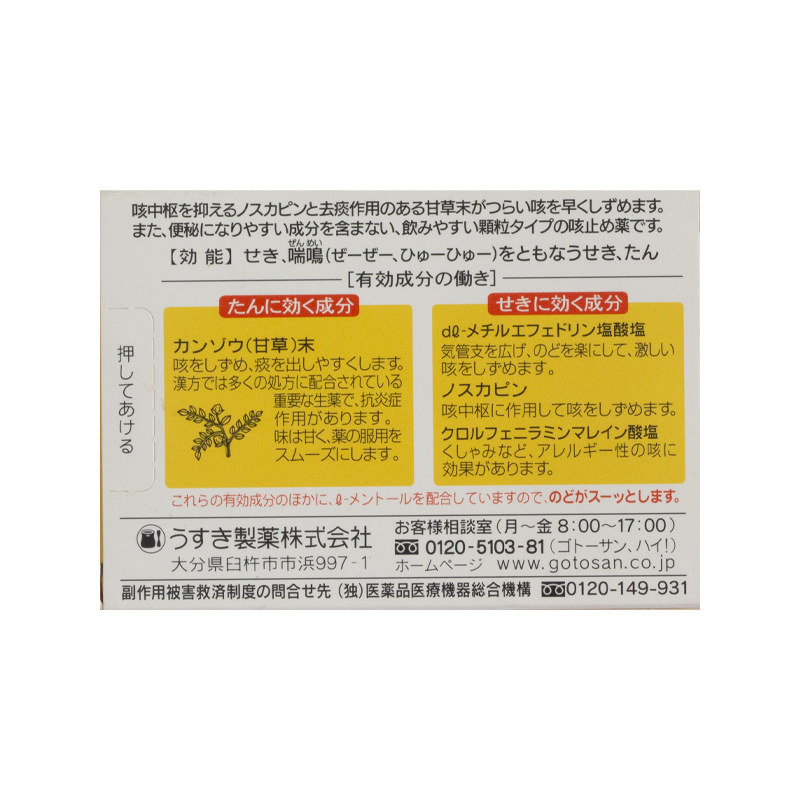 咳中枢を抑えるノスカピンと去痰作用のある甘草末がつらい咳を早くしずめます。
また、便秘になりやすい成分を含まない、飲みやすい顆粒タイプの咳止め薬です。
【効 能】せき、喘鳴(ぜーぜー、ひゅーひゅー)をともなうせき、たん
ぜん めい
[有効成分の働き]
たんに効く成分
カンゾウ(甘草)末
咳をしずめ、痰を出しやすくします。
漢方では多くの処方に配合されている
重要な生薬で、抗炎症
作用があります。
味は甘く、薬の服用を
スムーズにします。
せきに効く成分
dℓ-メチルエフェドリン塩酸塩
気管支を広げ、のどを楽にして、激しい
咳をしずめます。
ノスカピン
咳中枢に作用して咳をしずめます。
クロルフェニラミンマレイン酸塩
くしゃみなど、アレルギー性の咳に
効果があります。
押してあける
これらの有効成分のほかに、ℓ-メントールを配合していますので、のどがスーッとします。
うすき製薬株式会社
大分県臼杵市市浜997-1
お客様相談室(月~金 8:00~17:00)
0120-5103-81(ゴトーサン、ハイ!)
ホームページ www.gotosan.co.jp
副作用被害救済制度の問合せ先 (独)医薬品医療機器総合機構 0120-149-931